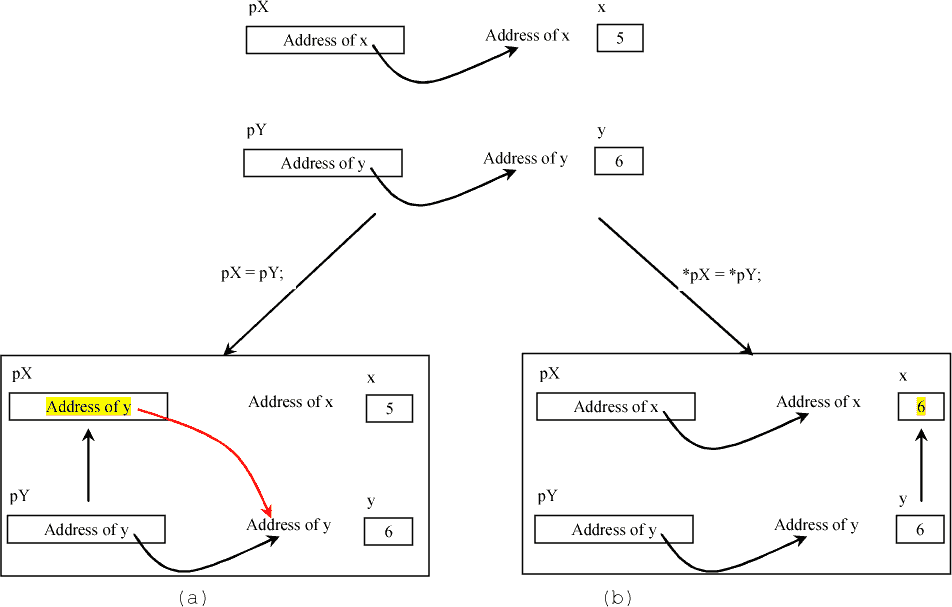 pX
x
Address of x
Address of x
5
pY
y
Address of y
Address of y
6
pX = pY;
*pX = *pY;
pX
x
Address of y
Address of x
5
pY
y
Address of y
Address of y
6
(a)
pX
x
Address of x
Address of x
6
pY
y
Address of y
Address of y
6
(b)